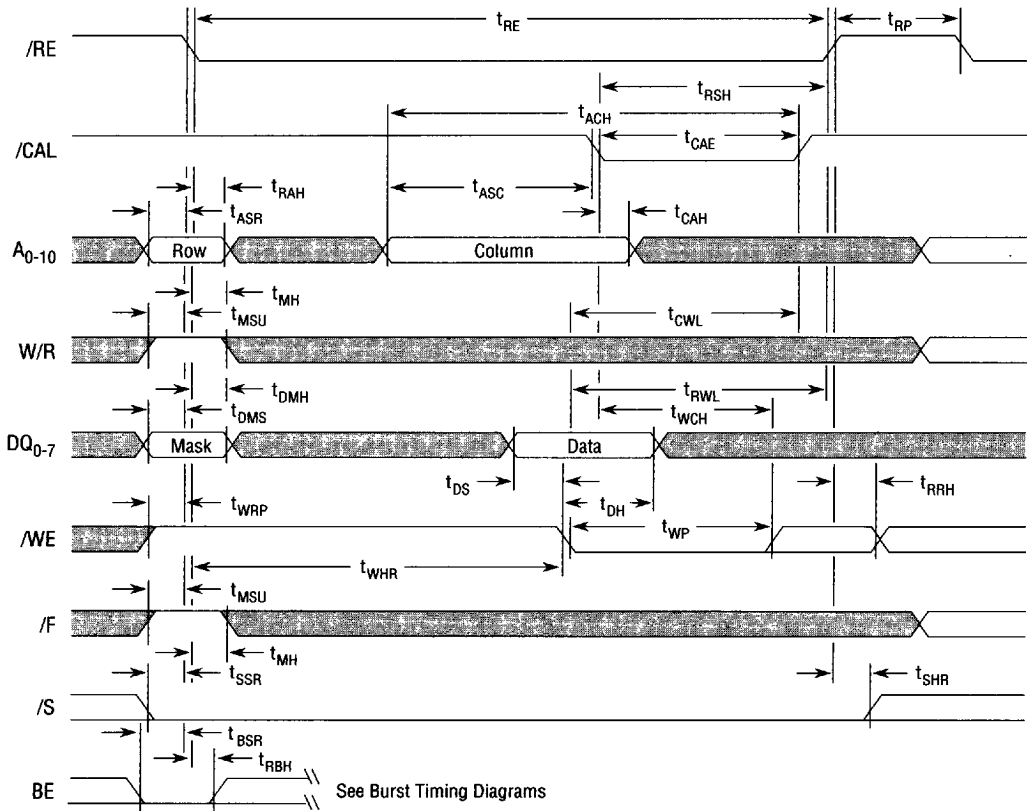 t_RE
t_RP
/RE
t_RSH
t_ACH
t_CAE
/CAL
t_RAH
t_ASC
t_ASR
t_CAH
A_0-10
Row
Column
t_MH
t_MSU
t_CWL
W/R
t_DMH
t_RWL
t_DMS
t_WCH
DQ_0-7
Mask
Data
t_DS
t_RRH
t_WRP
t_DH
t_WP
/WE
t_WHR
t_MSU
/F
t_MH
t_SSR
t_SHR
/S
t_BSR
t_RBH
BE
See Burst Timing Diagrams